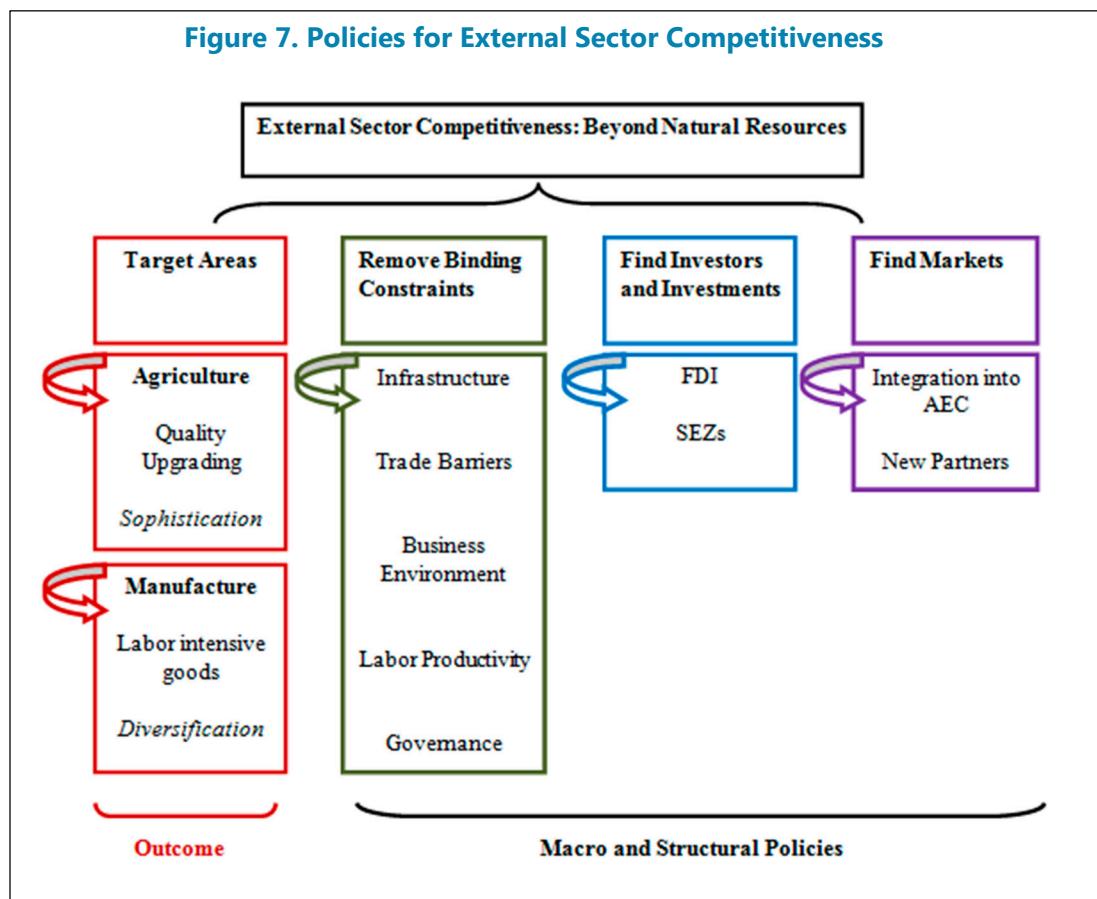 Figure 7. Policies for External Sector Competitiveness
External Sector Competitiveness: Beyond Natural Resources
Target Areas
Agriculture
Quality
Upgrading
Sophistication
Manufacture
Labor intensive
goods
Diversification
Outcome
Remove Binding
Constraints
Infrastructure
Trade Barriers
Business
Environment
Labor Productivity
Governance
Find Investors
and Investments
FDI
SEZs
Find Markets
Integration into
AEC
New Partners
Macro and Structural Policies